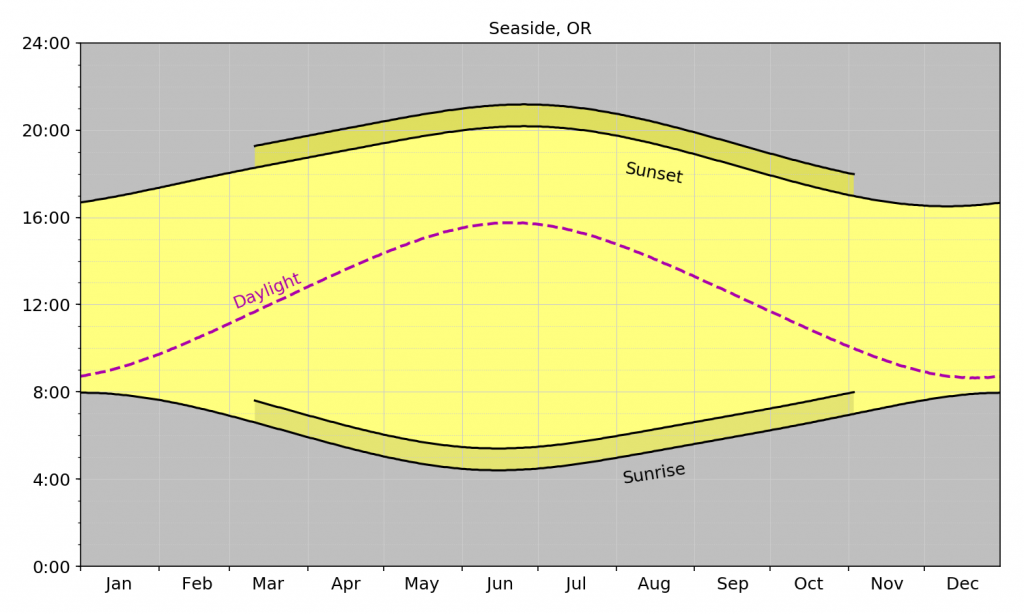 Seaside, OR
24:00
20:00
16:00
12:00
8:00
4:00
0:00
Sunset
Daylight
Sunrise
Jan Feb Mar Apr May Jun Jul Aug Sep Oct Nov Dec